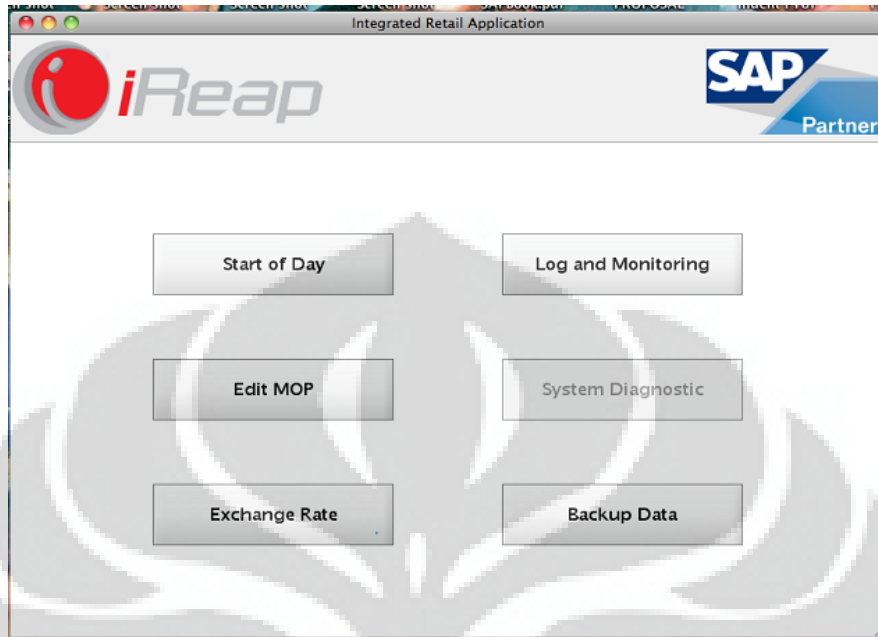 Integrated Retail Application
iReap
SAP
Partner
Start of Day
Log and Monitoring
Edit MOP
System Diagnostic
Exchange Rate
Backup Data